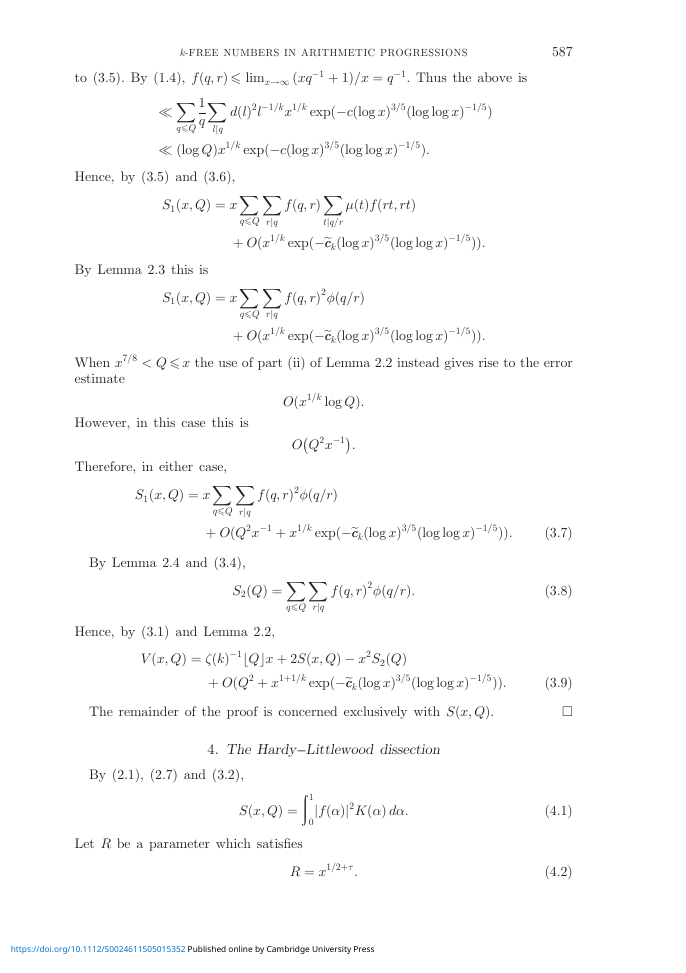 k-FREE NUMBERS IN ARITHMETIC PROGRESSIONS 587
to (3.5). By (1.4), f(q, r) ⩽ lim_{x→∞} (xq^{−1} + 1)/x = q^{−1}. Thus the above is
≪ ∑_{q⩽Q} 1/q ∑_{l|q} d(l)^2 l^{−1/k} x^{1/k} exp(−c(log x)^{3/5}(log log x)^{−1/5})
≪ (log Q)x^{1/k} exp(−c(log x)^{3/5}(log log x)^{−1/5}).
Hence, by (3.5) and (3.6),
S_1(x, Q) = x ∑_{q⩽Q} ∑_{r|q} f(q, r) ∑_{t|q/r} μ(t)f(rt, rt)
+ O(x^{1/k} exp(−c̃_k(log x)^{3/5}(log log x)^{−1/5})).
By Lemma 2.3 this is
S_1(x, Q) = x ∑_{q⩽Q} ∑_{r|q} f(q, r)^2 ϕ(q/r)
+ O(x^{1/k} exp(−c̃_k(log x)^{3/5}(log log x)^{−1/5})).
When x^{7/8} < Q ⩽ x the use of part (ii) of Lemma 2.2 instead gives rise to the error
estimate
O(x^{1/k} log Q).
However, in this case this is
O(Q^2 x^{−1}).
Therefore, in either case,
S_1(x, Q) = x ∑_{q⩽Q} ∑_{r|q} f(q, r)^2 ϕ(q/r)
+ O(Q^2 x^{−1} + x^{1/k} exp(−c̃_k(log x)^{3/5}(log log x)^{−1/5})). (3.7)
By Lemma 2.4 and (3.4),
S_2(Q) = ∑_{q⩽Q} ∑_{r|q} f(q, r)^2 ϕ(q/r). (3.8)
Hence, by (3.1) and Lemma 2.2,
V(x, Q) = ζ(k)^{−1}⌊Q⌋x + 2S(x, Q) − x^2 S_2(Q)
+ O(Q^2 + x^{1+1/k} exp(−c̃_k(log x)^{3/5}(log log x)^{−1/5})). (3.9)
The remainder of the proof is concerned exclusively with S(x, Q). □
4. The Hardy–Littlewood dissection
By (2.1), (2.7) and (3.2),
S(x, Q) = ∫_0^1 |f(α)|^2 K(α) dα. (4.1)
Let R be a parameter which satisfies
R = x^{1/2+τ}. (4.2)
https://doi.org/10.1112/S0024611505015352 Published online by Cambridge University Press